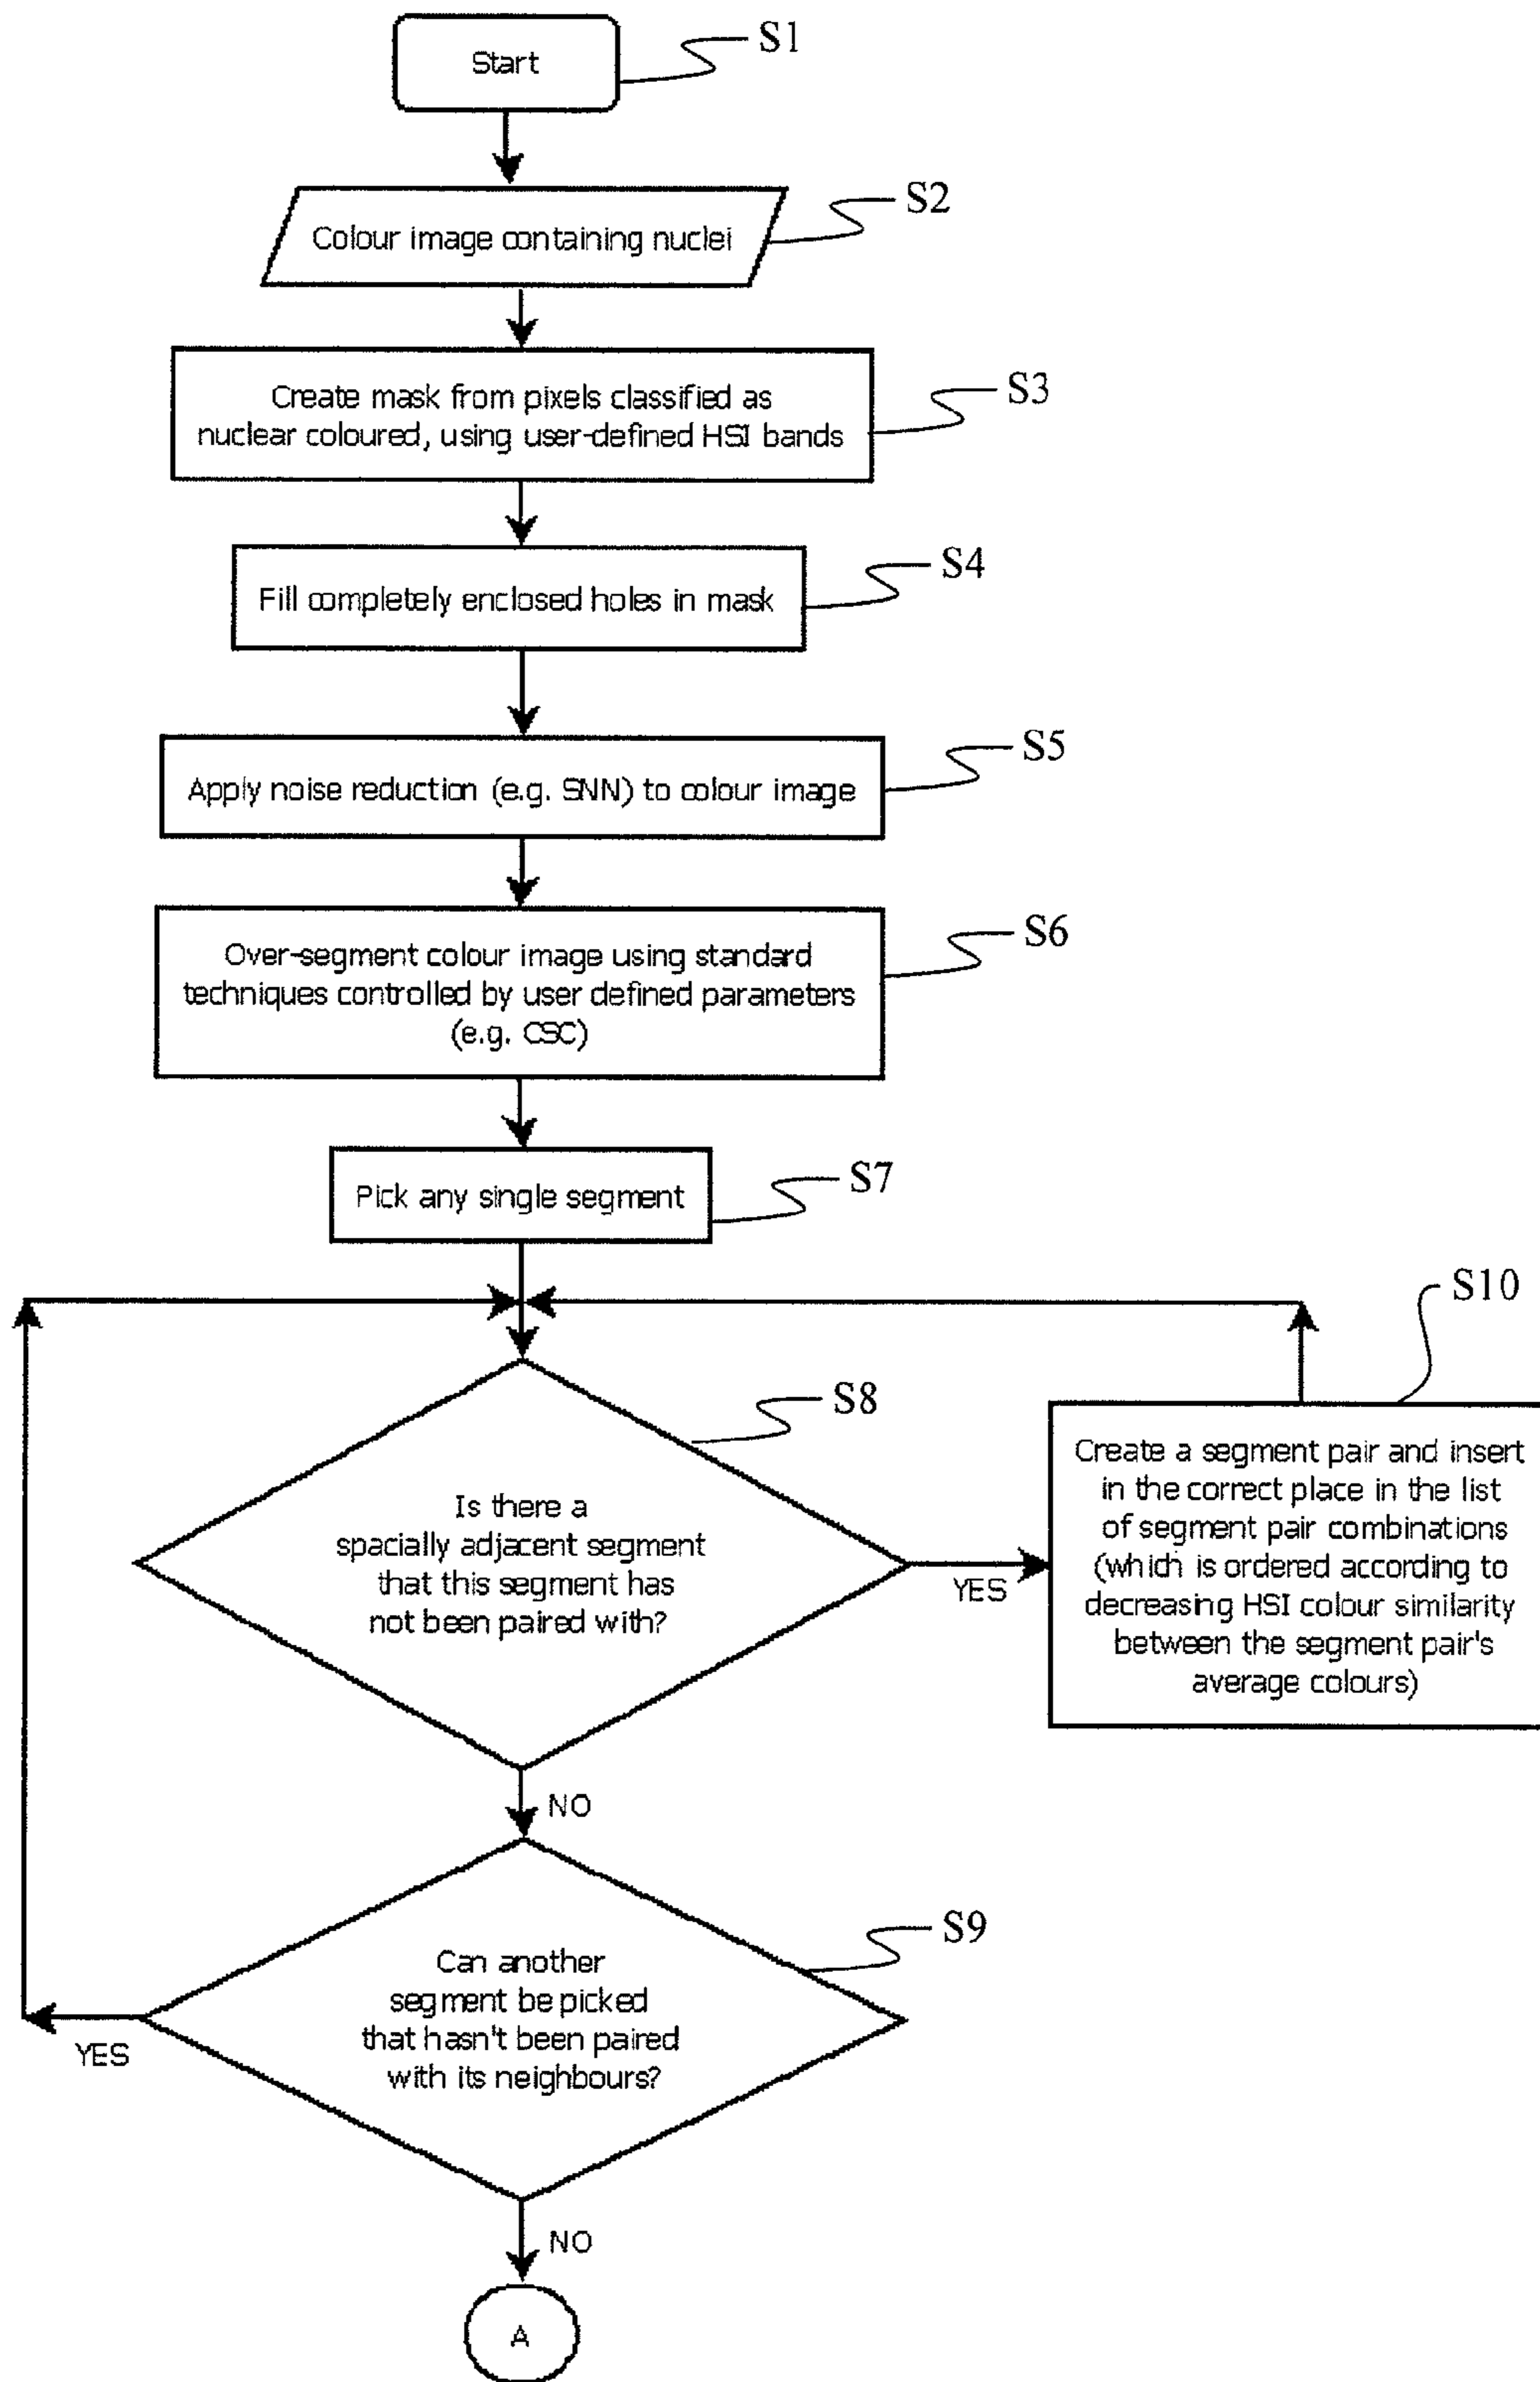 Start
S1
Colour image containing nuclei
S2
Create mask from pixels classified as
nuclear coloured, using user-defined HSI bands
S3
Fill completely enclosed holes in mask
S4
Apply noise reduction (e.g. SNN) to colour image
S5
Over-segment colour image using standard
techniques controlled by user defined parameters
(e.g. CSC)
S6
Pick any single segment
S7
Is there a
spacially adjacent segment
that this segment has
not been paired with?
S8
YES
NO
Create a segment pair and insert
in the correct place in the list
of segment pair combinations
(which is ordered according to
decreasing HSI colour similarity
between the segment pair's
average colours)
S10
Can another
segment be picked
that hasn't been paired
with its neighbours?
S9
YES
NO
A